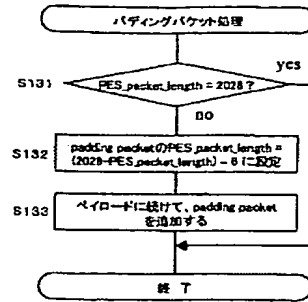 パディングパケット処理
yes
S131
PES_packet_length = 2028 ?
no
S132
padding packetのPES_packet_length =
(2028-PES_packet_length) - 6 に設定
S133
ペイロードに続けて、padding packet
を追加する
終 了